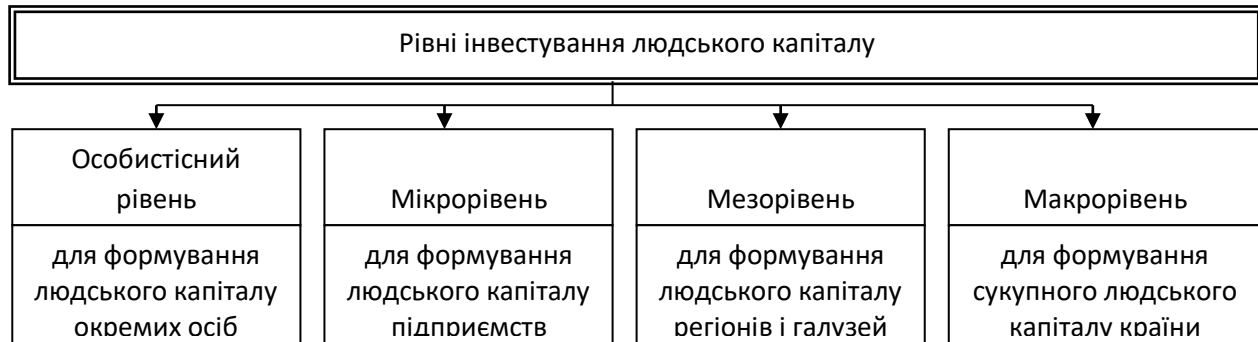 Рівні інвестування людського капіталу
Особистісний
рівень
Мікрорівень
Мезорівень
Макрорівень
для формування
людського капіталу
окремих осіб
для формування
людського капіталу
підприємств
для формування
людського капіталу
регіонів і галузей
для формування
сукупного людського
капіталу країни